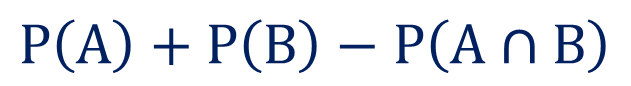 P(A) + P(B) − P(A ∩ B)